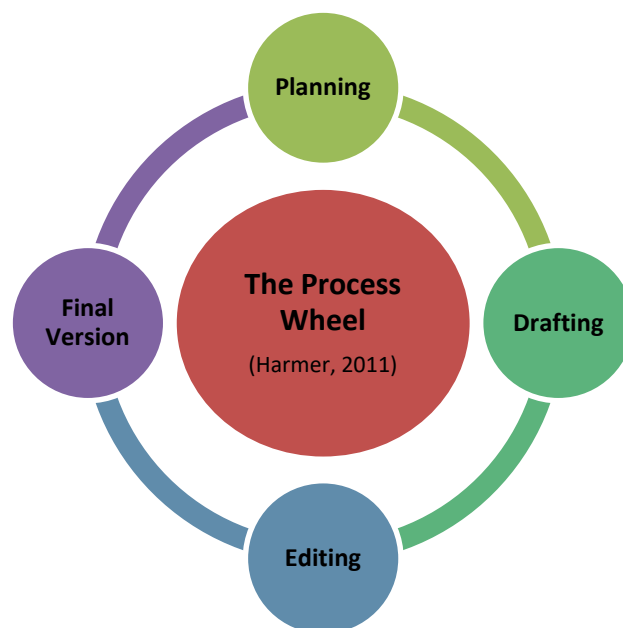 Planning
The Process
Wheel
(Harmer, 2011)
Drafting
Editing
Final
Version